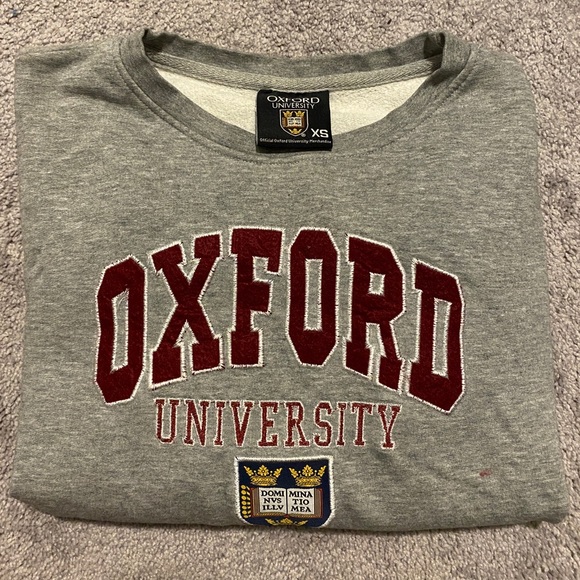 OXFORD
UNIVERSITY
XS
Official Oxford University Merchandise
OXFORD
UNIVERSITY
DOMI MINA
NVS TIO
ILLV MEA